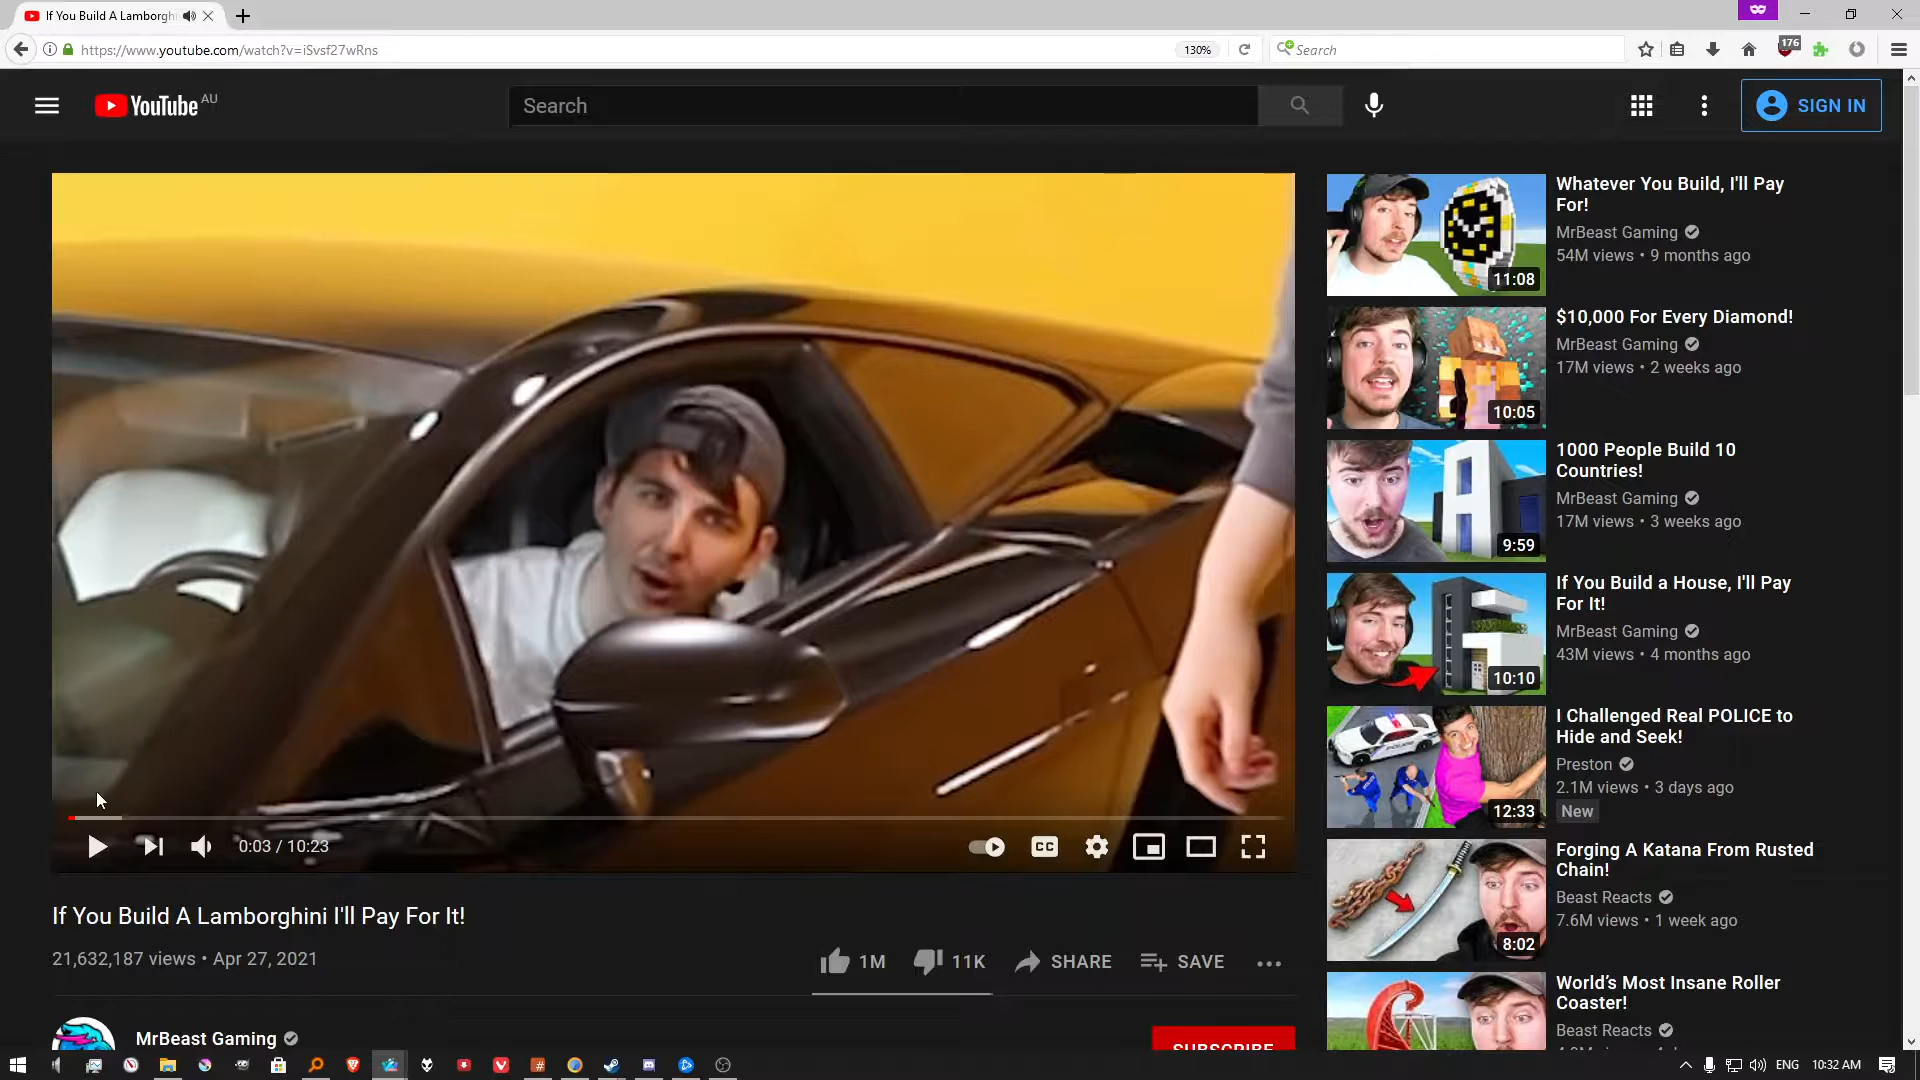 If You Build A Lamborgh
https://www.youtube.com/watch?v=iSvsf27wRns
130%
Search
176
YouTube AU
Search
SIGN IN
0:03 / 10:23
CC
If You Build A Lamborghini I'll Pay For It!
21,632,187 views • Apr 27, 2021
1M
11K
SHARE
SAVE
MrBeast Gaming
SUBSCRIBE
11:08
Whatever You Build, I'll Pay
For!
MrBeast Gaming
54M views • 9 months ago
10:05
$10,000 For Every Diamond!
MrBeast Gaming
17M views • 2 weeks ago
9:59
1000 People Build 10
Countries!
MrBeast Gaming
17M views • 3 weeks ago
10:10
If You Build a House, I'll Pay
For It!
MrBeast Gaming
43M views • 4 months ago
12:33
I Challenged Real POLICE to
Hide and Seek!
Preston
2.1M views • 3 days ago
New
8:02
Forging A Katana From Rusted
Chain!
Beast Reacts
7.6M views • 1 week ago
World’s Most Insane Roller
Coaster!
Beast Reacts
ENG
10:32 AM